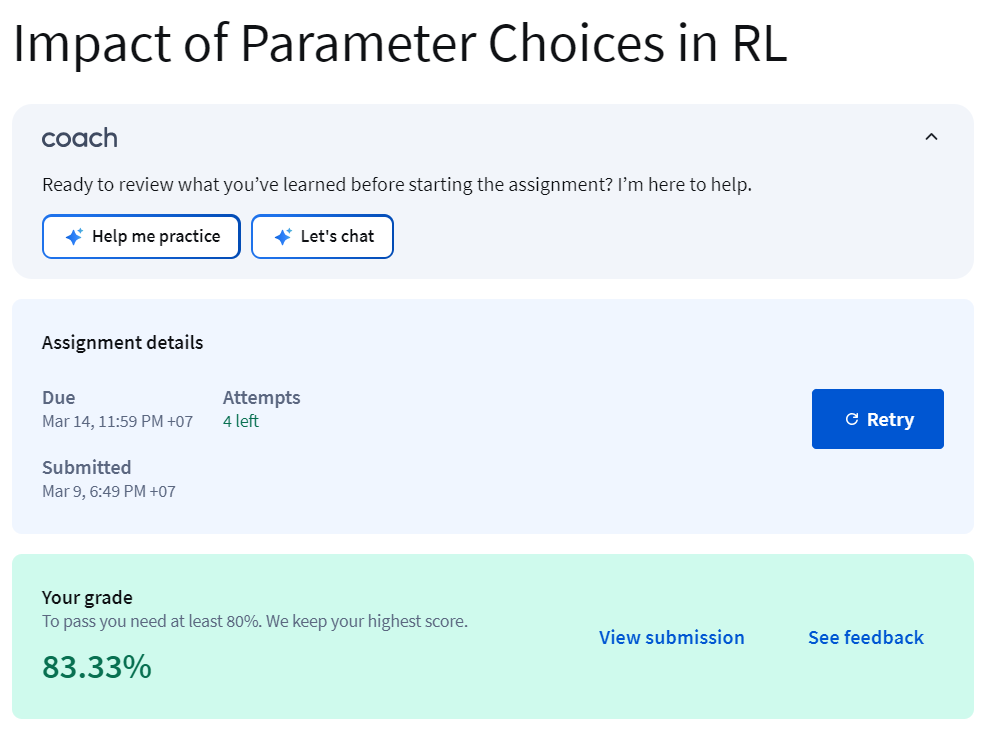 Impact of Parameter Choices in RL
coach
Ready to review what you’ve learned before starting the assignment? I’m here to help.
Help me practice
Let's chat
Assignment details
Due
Mar 14, 11:59 PM +07
Attempts
4 left
Submitted
Mar 9, 6:49 PM +07
Retry
Your grade
To pass you need at least 80%. We keep your highest score.
83.33%
View submission
See feedback